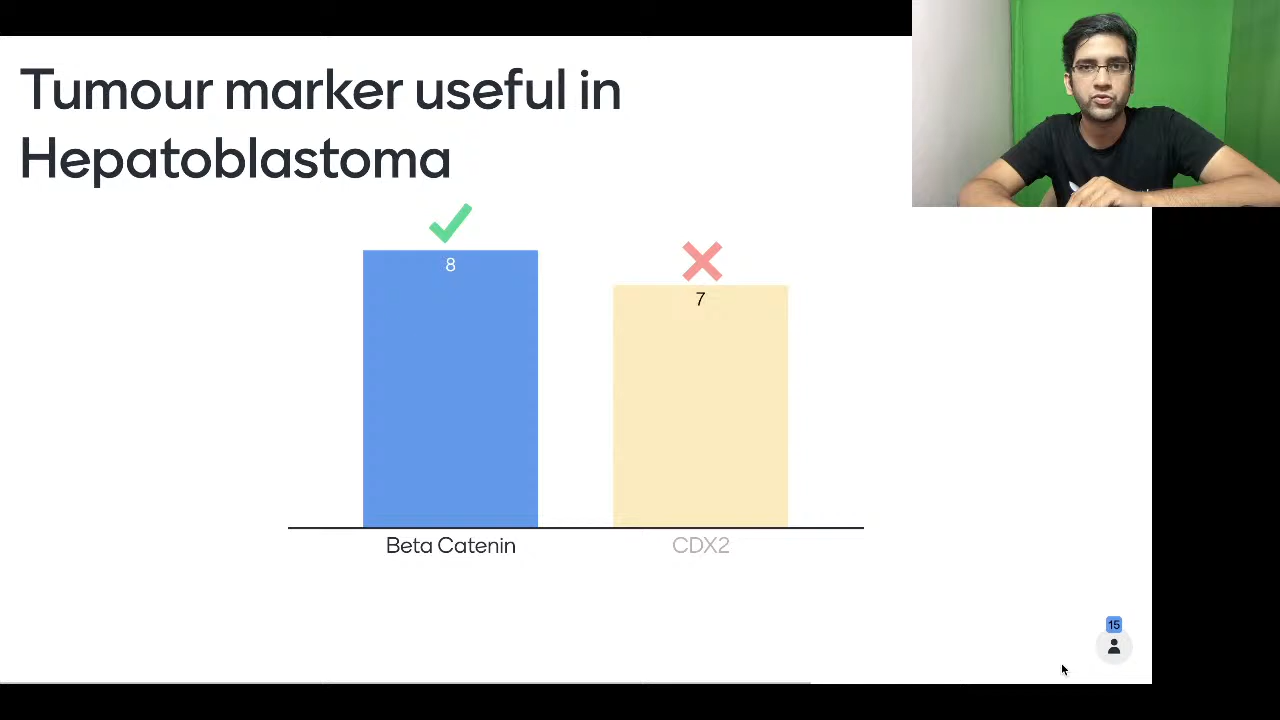 Tumour marker useful in
Hepatoblastoma
8
7
Beta Catenin
CDX2
15